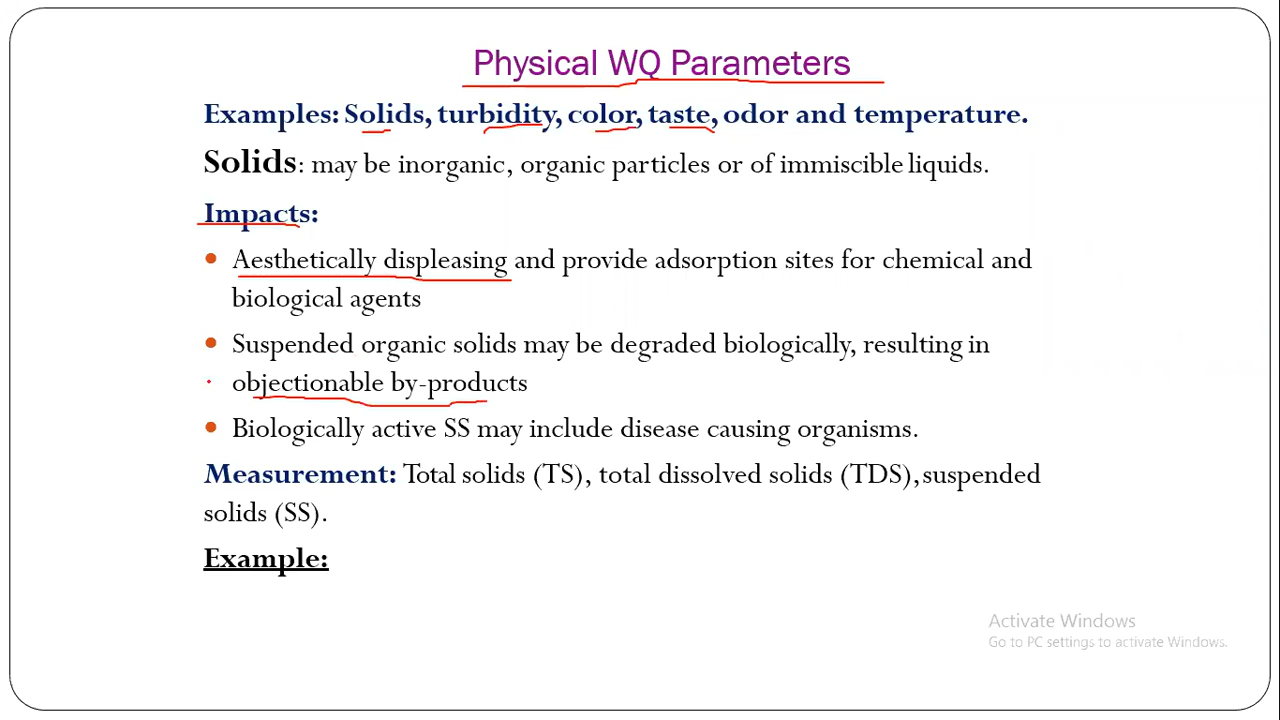 Physical WQ Parameters
Examples: Solids, turbidity, color, taste, odor and temperature.
Solids: may be inorganic, organic particles or of immiscible liquids.
Impacts:
• Aesthetically displeasing and provide adsorption sites for chemical and
biological agents
• Suspended organic solids may be degraded biologically, resulting in
objectionable by-products
• Biologically active SS may include disease causing organisms.
Measurement: Total solids (TS), total dissolved solids (TDS), suspended
solids (SS).
Example:
Activate Windows
Go to PC settings to activate Windows.